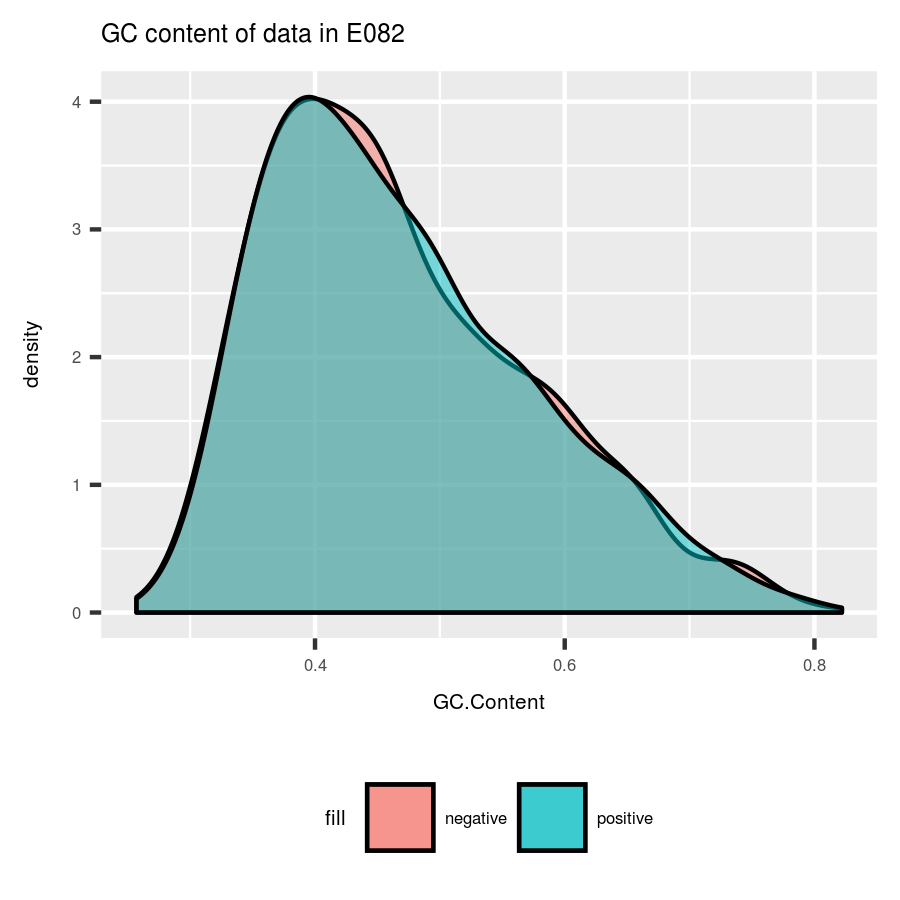 GC content of data in E082
4
3
2
1
0
density
0.4 0.6 0.8
GC.Content
fill negative positive